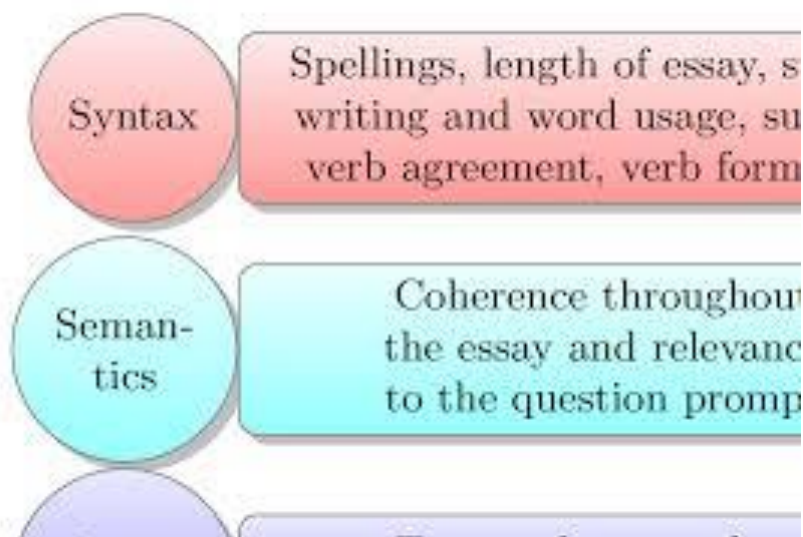 Syntax
Spellings, length of essay, s
writing and word usage, su
verb agreement, verb form
Seman-
tics
Coherence throughout
the essay and relevanc
to the question promp